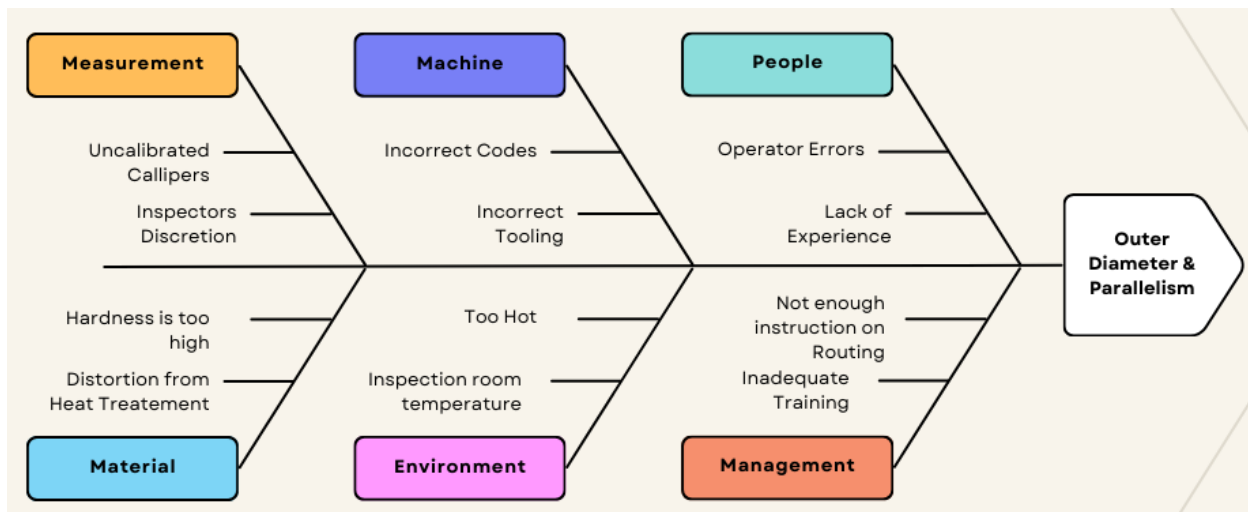 Measurement
Machine
People
Uncalibrated
Callipers
Inspectors
Discretion
Incorrect Codes
Incorrect
Tooling
Operator Errors
Lack of
Experience
Outer
Diameter &
Parallelism
Hardness is too
high
Distortion from
Heat Treatement
Too Hot
Inspection room
temperature
Not enough
instruction on
Routing
Inadequate
Training
Material
Environment
Management